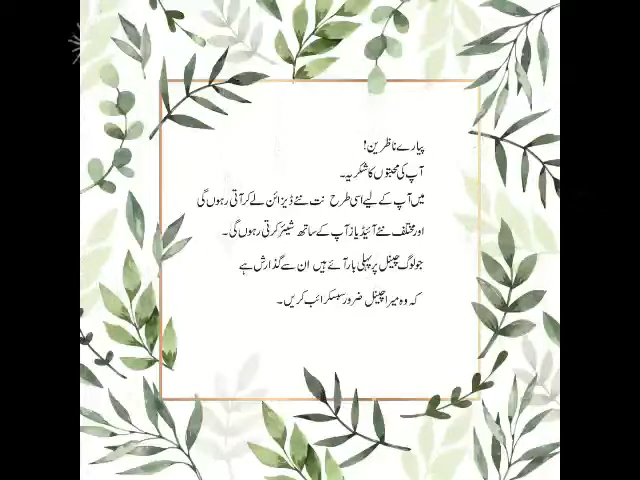 پیارے ناظرین!
آپ کی محبتوں کا شکریہ۔
میں آپ کے لیے اسی طرح نت نئے ڈیزائن لے کر آتی رہوں گی
اور مختلف نئے آئیڈیاز آپ کے ساتھ شیئر کرتی رہوں گی۔
جو لوگ چینل پر پہلی بار آئے ہیں ان سے گذارش ہے
کہ وہ میرا چینل ضرور سبسکرائب کریں۔